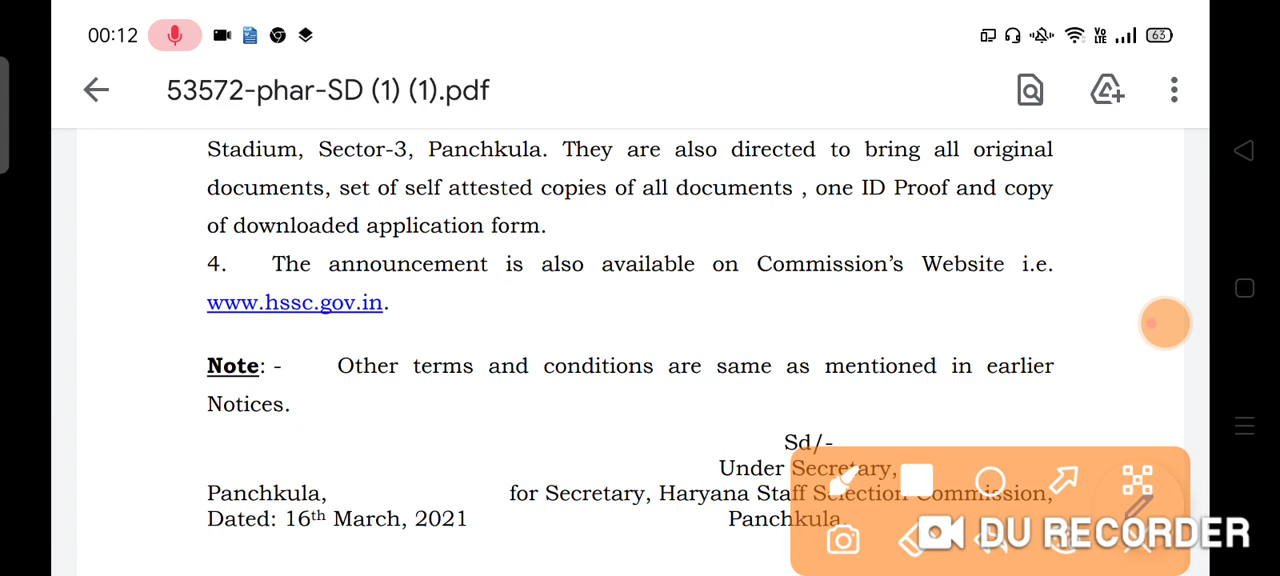 00:12
Vo LTE
63
53572-phar-SD (1) (1).pdf
Stadium, Sector-3, Panchkula. They are also directed to bring all original
documents, set of self attested copies of all documents , one ID Proof and copy
of downloaded application form.
4. The announcement is also available on Commission's Website i.e.
www.hssc.gov.in.
Note: - Other terms and conditions are same as mentioned in earlier
Notices.
Sd/-
Under Secretary,
Panchkula, for Secretary, Haryana Staff Selection Commission,
Dated: 16th March, 2021 Panchkula.
DU RECORDER